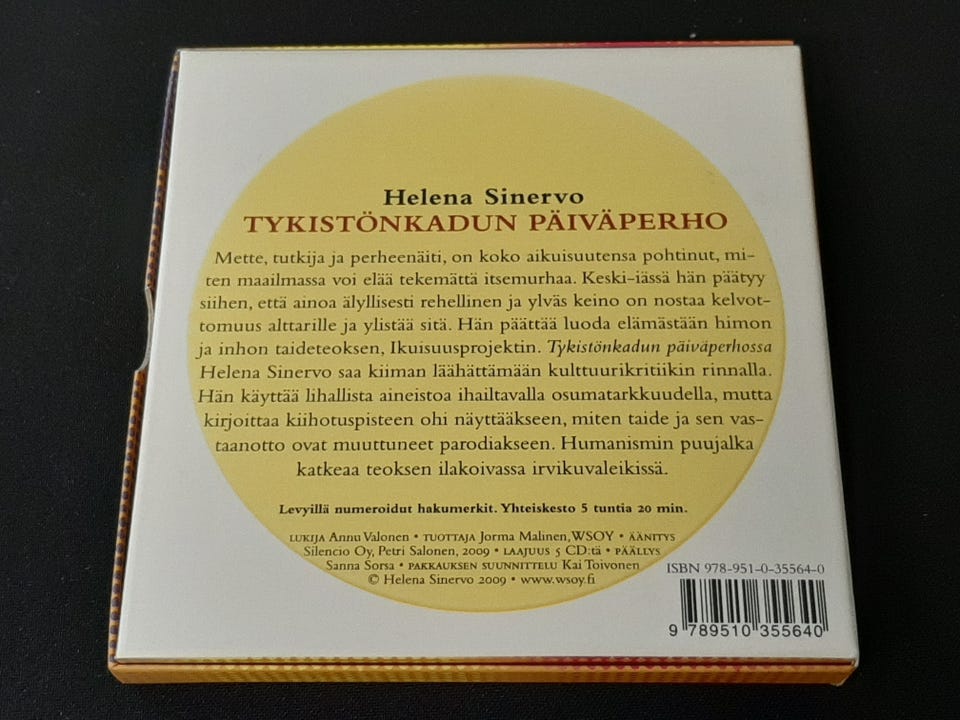 Helena Sinervo
TYKISTÖNKADUN PÄIVÄPERHO
Mette, tutkija ja perheenäiti, on koko aikuisuutensa pohtinut, mi-
ten maailmassa voi elää tekemättä itsemurhaa. Keski-iässä hän päätyy
siihen, että ainoa älyllisesti rehellinen ja ylväs keino on nostaa kelvot-
tomuus alttarille ja ylistää sitä. Hän päättää luoda elämästään himon
ja inhon taideteoksen, Ikuisuusprojektin. Tykistönkadun päiväperhossa
Helena Sinervo saa kiiman läähättämään kulttuurikritiikin rinnalla.
Hän käyttää lihallista aineistoa ihailtavalla osumatarkkuudella, mutta
kirjoittaa kiihotuspisteen ohi näyttääkseen, miten taide ja sen vas-
taanotto ovat muuttuneet parodiakseen. Humanismin puujalka
katkeaa teoksen ilakoivassa irvikuvaleikissä.
Levyillä numeroidut hakumerkit. Yhteiskesto 5 tuntia 20 min.
LUKIJA Annu Valonen • TUOTTAJA Jorma Malinen, WSOY • ÄÄNITYS
Silencio Oy, Petri Salonen, 2009 • LAAJUUS 5 CD:tä • PÄÄLLYS
Sanna Sorsa • PAKKAUKSEN SUUNNITTELU Kai Toivonen
© Helena Sinervo 2009 • www.wsoy.fi
ISBN 978-951-0-35564-0
9 789510 355640